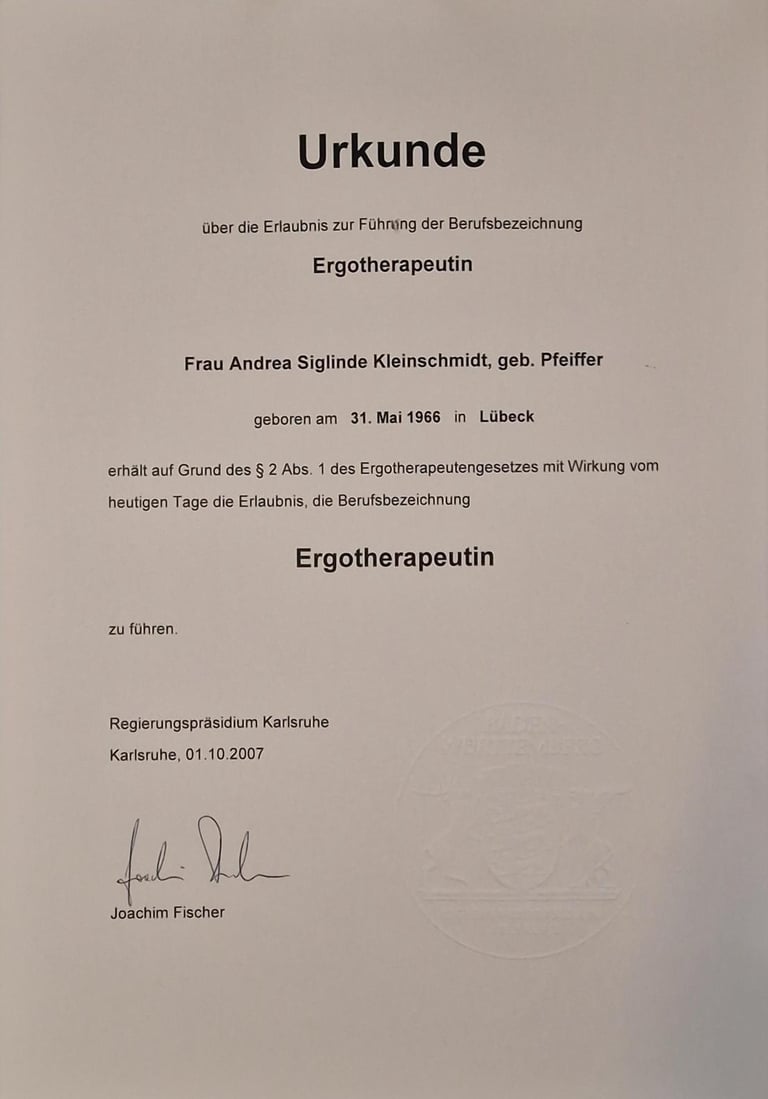 Urkunde
über die Erlaubnis zur Führung der Berufsbezeichnung
Ergotherapeutin
Frau Andrea Siglinde Kleinschmidt, geb. Pfeiffer
geboren am 31. Mai 1966 in Lübeck
erhält auf Grund des § 2 Abs. 1 des Ergotherapeutengesetzes mit Wirkung vom
heutigen Tage die Erlaubnis, die Berufsbezeichnung
Ergotherapeutin
zu führen.
Regierungspräsidium Karlsruhe
Karlsruhe, 01.10.2007
Joachim Fischer